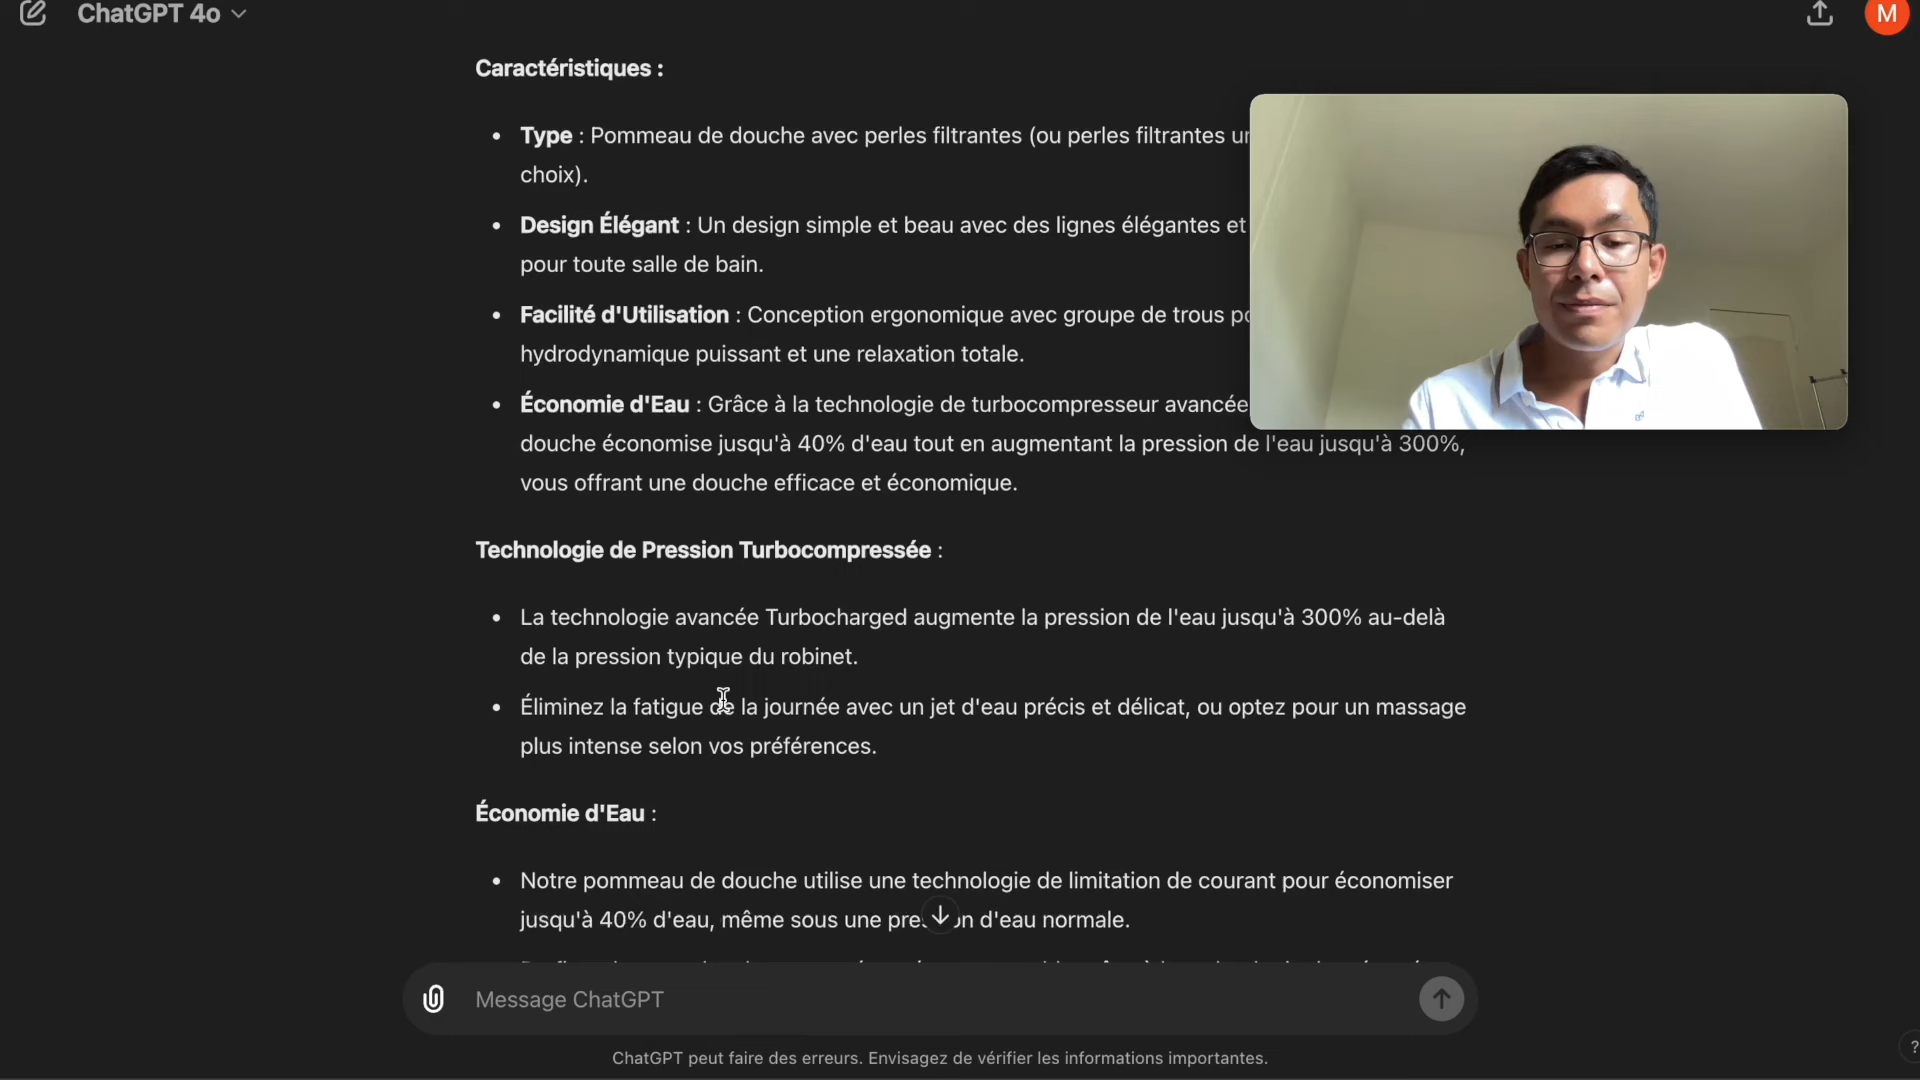 ChatGPT 4o
M
Caractéristiques :
• Type : Pommeau de douche avec perles filtrantes (ou perles filtrantes
choix).
• Design Élégant : Un design simple et beau avec des lignes élégantes et
pour toute salle de bain.
• Facilité d'Utilisation : Conception ergonomique avec groupe de trous
hydrodynamique puissant et une relaxation totale.
• Économie d'Eau : Grâce à la technologie de turbocompresseur avancée
douche économise jusqu'à 40% d'eau tout en augmentant la pression de l'eau jusqu'à 300%,
vous offrant une douche efficace et économique.
Technologie de Pression Turbocompressée :
• La technologie avancée Turbocharged augmente la pression de l'eau jusqu'à 300% au-delà
de la pression typique du robinet.
• Éliminez la fatigue de la journée avec un jet d'eau précis et délicat, ou optez pour un massage
plus intense selon vos préférences.
Économie d'Eau :
• Notre pommeau de douche utilise une technologie de limitation de courant pour économiser
jusqu'à 40% d'eau, même sous une pression d'eau normale.
Message ChatGPT
ChatGPT peut faire des erreurs. Envisagez de vérifier les informations importantes.
?